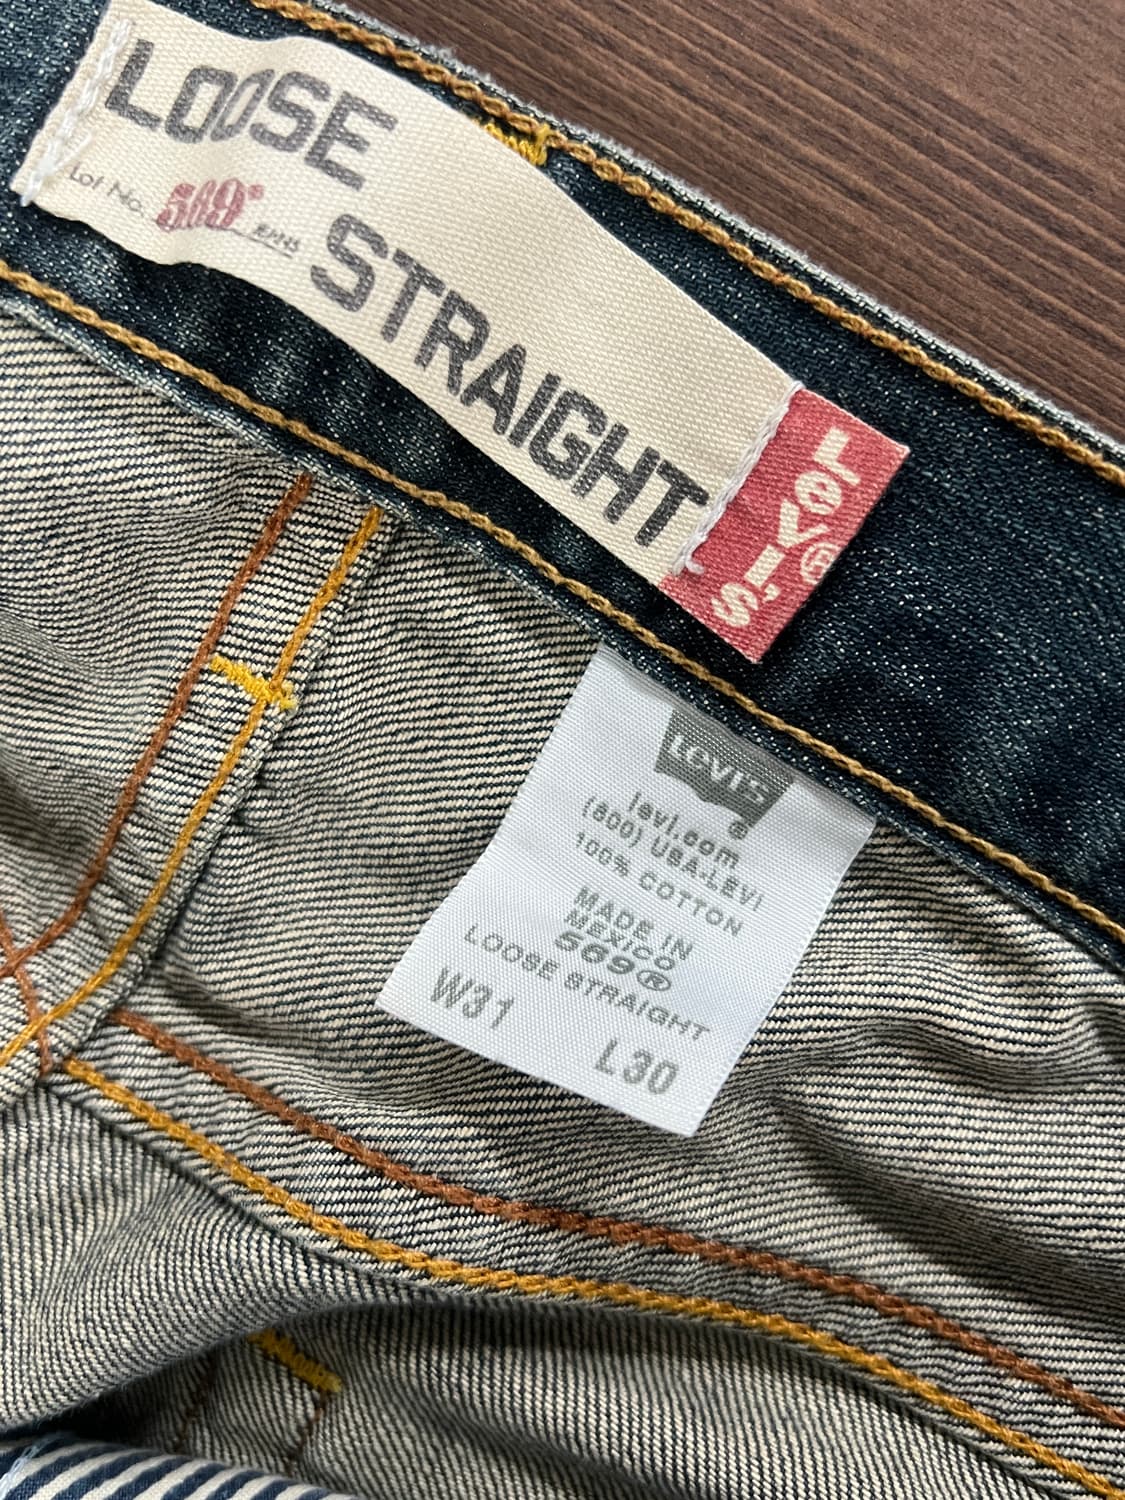 LOOSE
Lot No. 569® JEANS
STRAIGHT
LeVI'S®
LEVI'S®
levi.com
(800) USA-LEVI
100% COTTON
MADE IN
MEXICO
569®
LOOSE STRAIGHT
W31 L30